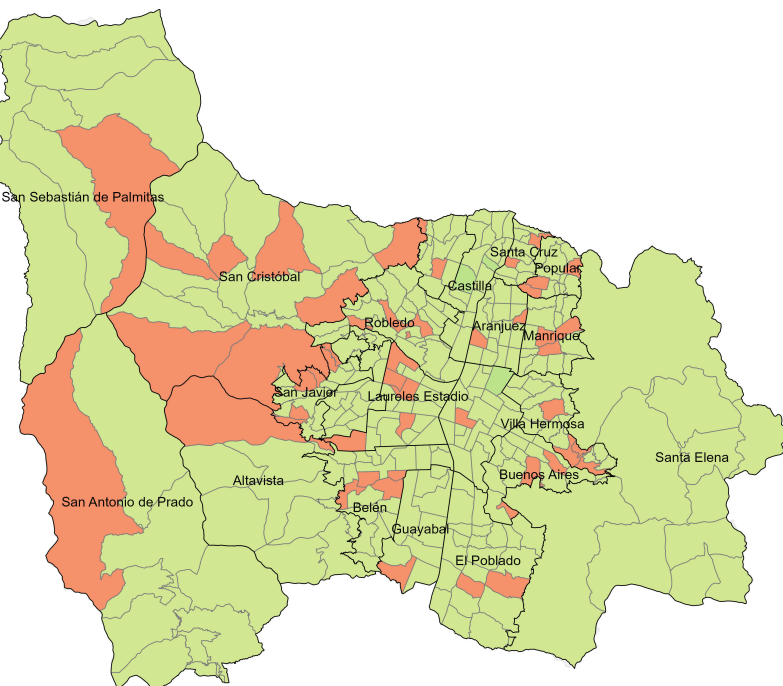 San Sebastián de Palmitas
San Cristóbal
Santa Cruz
Popular
Castilla
Robledo
Aranjuez
Manrique
San Javier
Laureles Estadio
Villa Hermosa
Santa Elena
Buenos Aires
Altavista
San Antonio de Prado
Belén
Guayabal
El Poblado